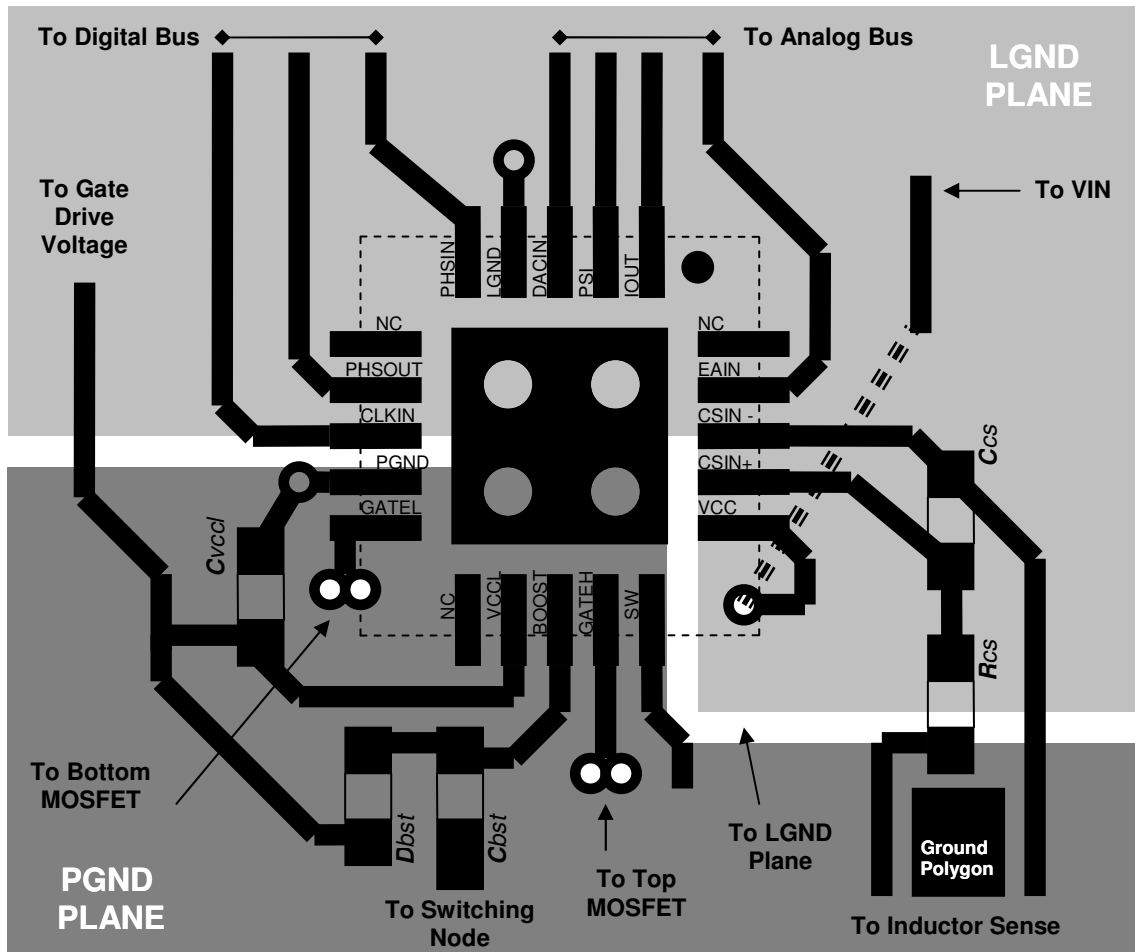 To Digital Bus
To Analog Bus
LGND
PLANE
To Gate
Drive
Voltage
To VIN
PHSIN
LGND
DACIN
PSI
IOUT
NC
NC
PHSOUT
EAIN
CLKIN
CSIN -
PGND
CSIN+
GATEL
VCC
Ccs
Cvccl
NC
VCCL
BOOST
GATEH
SW
Rcs
To Bottom
MOSFET
Dbst
Cbst
To LGND
Plane
Ground
Polygon
PGND
PLANE
To Top
MOSFET
To Switching
Node
To Inductor Sense